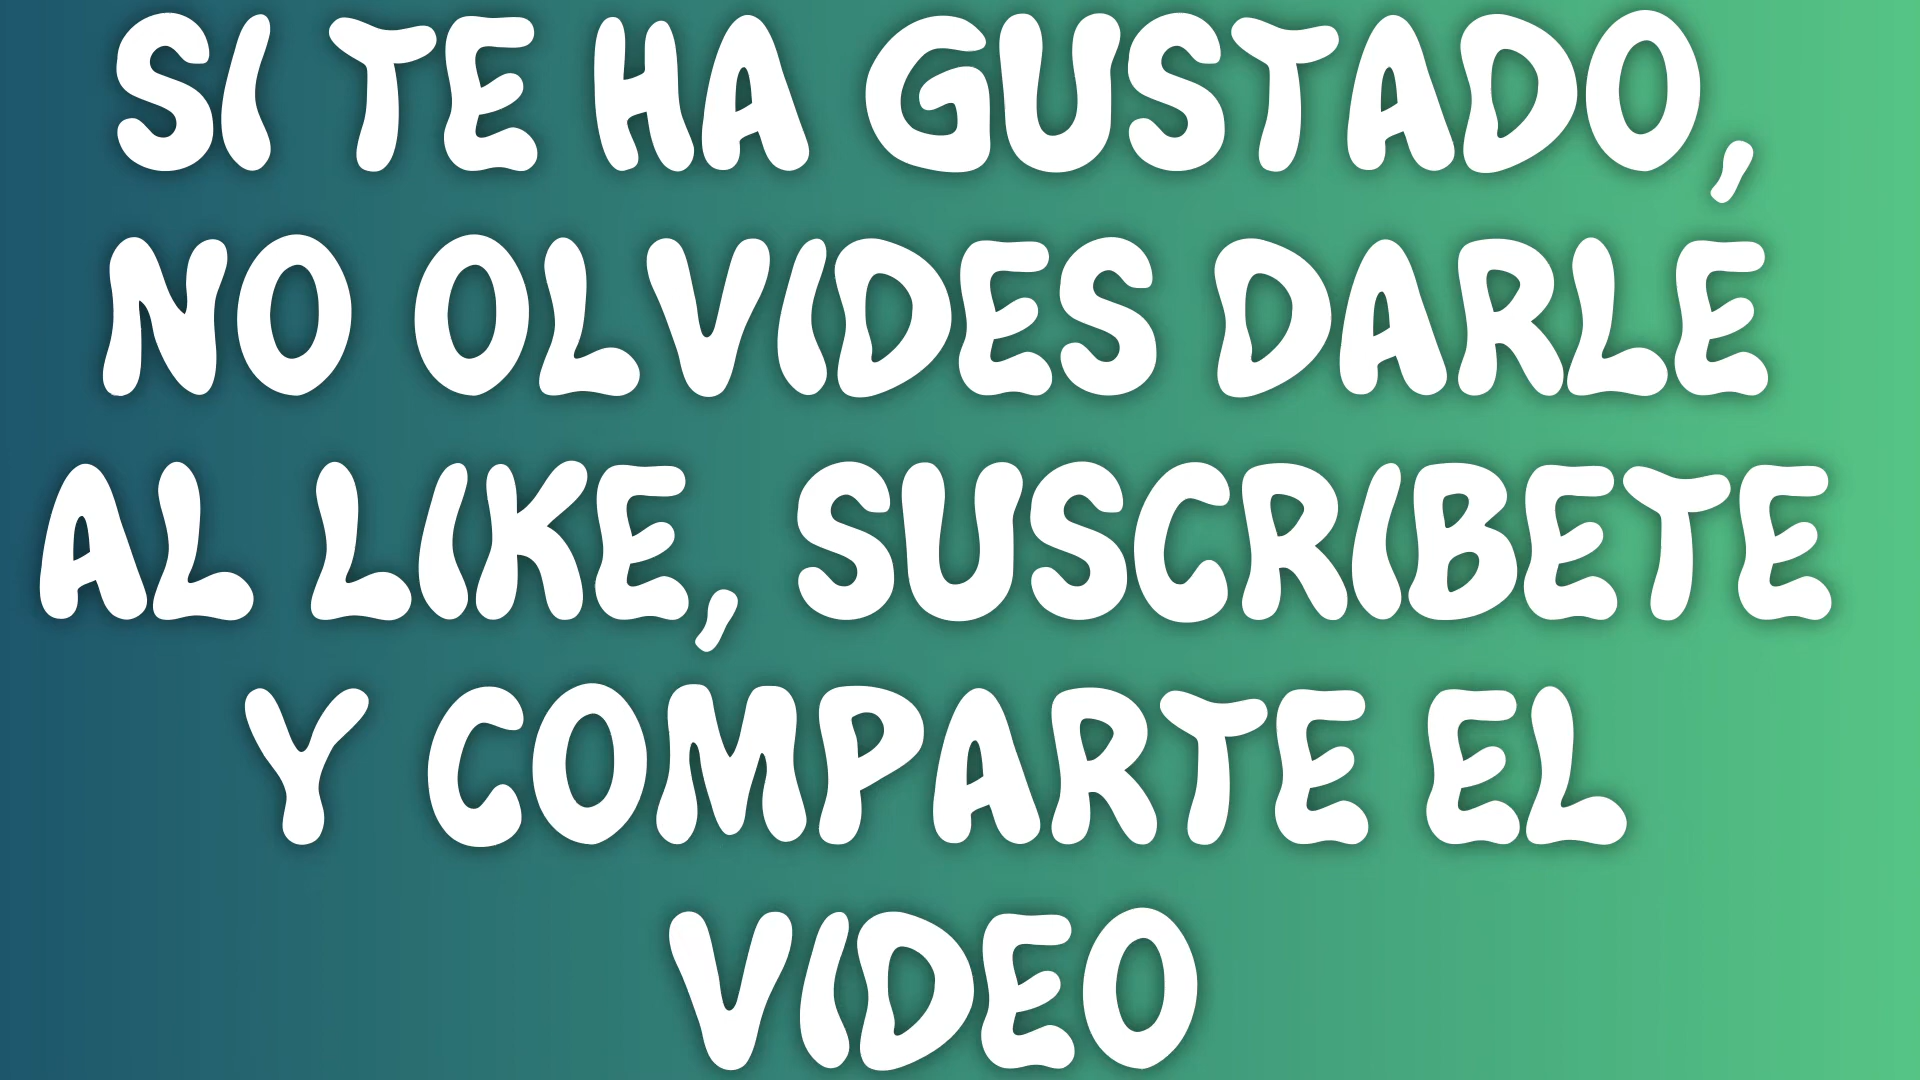 SI TE HA GUSTADO,
NO OLVIDES DARLE
AL LIKE, SUSCRIBETE
Y COMPARTE EL
VIDEO